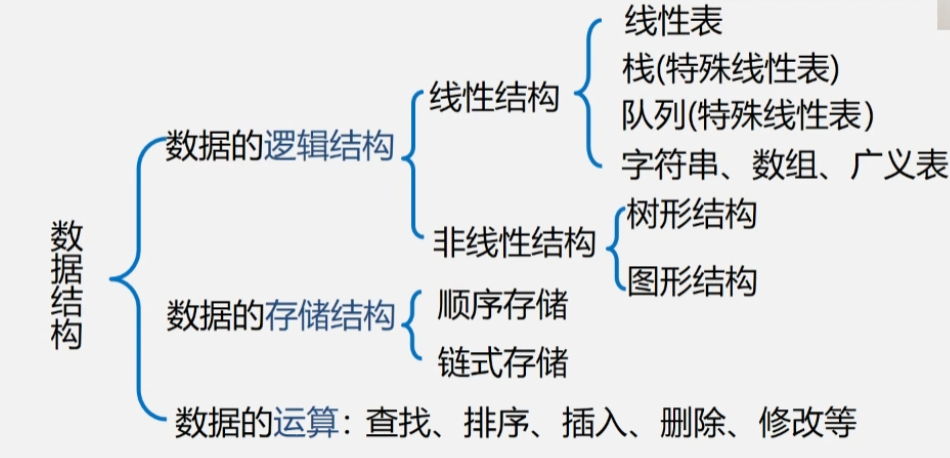 数据结构
数据的逻辑结构
线性结构
线性表
栈(特殊线性表)
队列(特殊线性表）
字符串、数组、广义表
非线性结构
树形结构
图形结构
数据的存储结构
顺序存储
链式存储
数据的运算：查找、排序、插入、删除、修改等